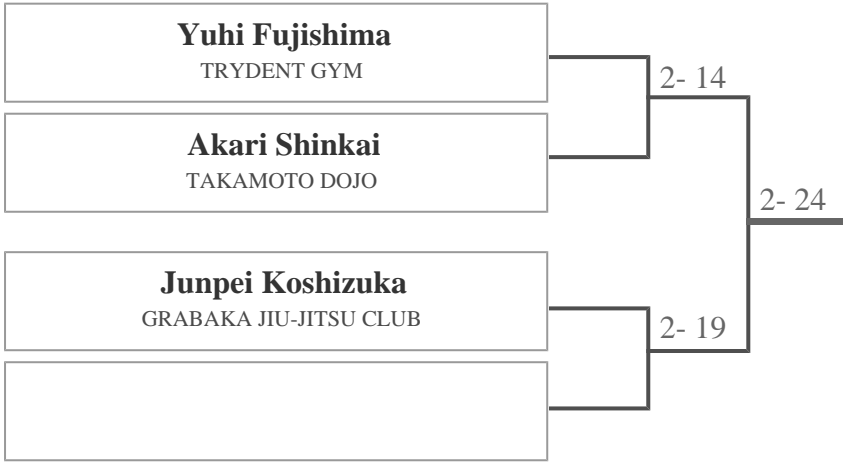 Yuhi Fujishima
TRYDENT GYM
2- 14
Akari Shinkai
TAKAMOTO DOJO
2- 24
Junpei Koshizuka
GRABAKA JIU-JITSU CLUB
2- 19